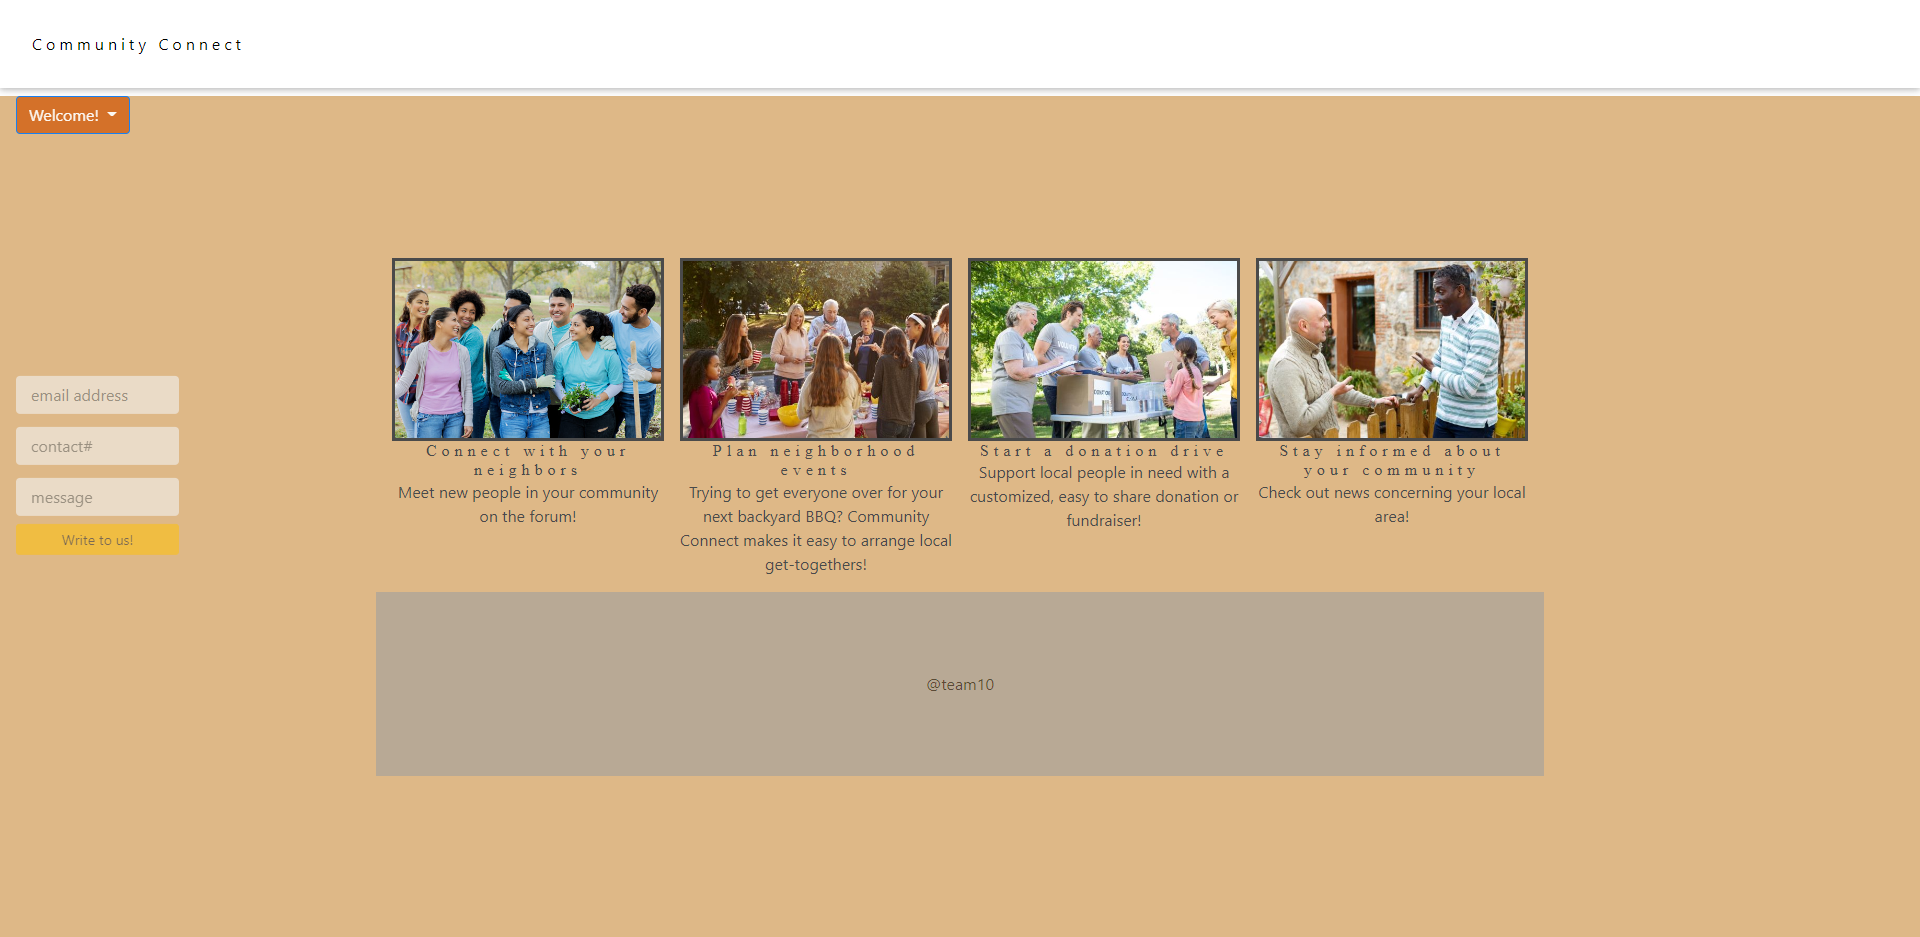 Community Connect
Welcome!
email address
contact#
message
Write to us!
Connect with your
neighbors
Meet new people in your community
on the forum!
Plan neighborhood
events
Trying to get everyone over for your
next backyard BBQ? Community
Connect makes it easy to arrange local
get-togethers!
Start a donation drive
Support local people in need with a
customized, easy to share donation or
fundraiser!
Stay informed about
your community
Check out news concerning your local
area!
@team10